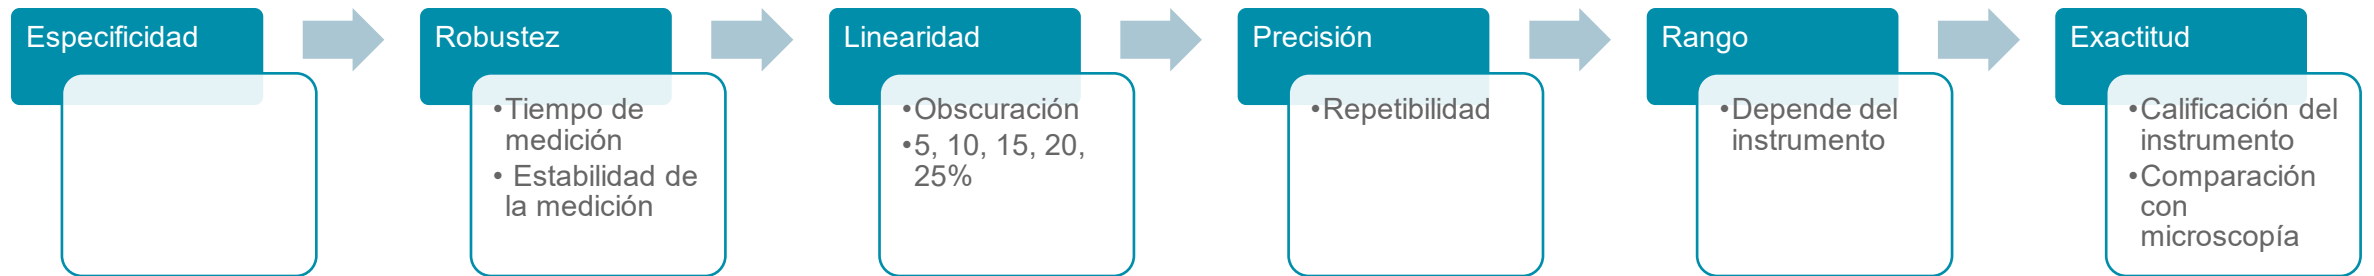 Especificidad
Robustez
•Tiempo de
medición
• Estabilidad de
la medición
Linearidad
•Obscuración
•5, 10, 15, 20,
25%
Precisión
•Repetibilidad
Rango
•Depende del
instrumento
Exactitud
•Calificación del
instrumento
•Comparación
con
microscopía